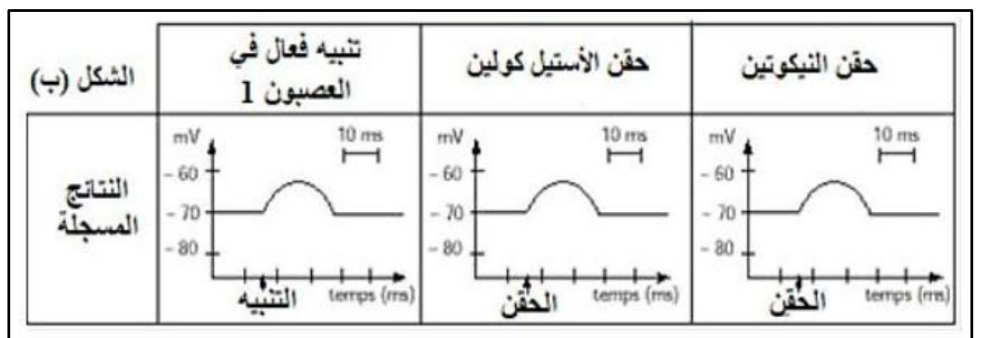 الشكل (ب)
تنبيه فعال في
العصبون 1
حقن الأستيل كولين
حقن النيكوتين
النتائج
المسجلة
mV
10 ms
- 60
- 70
- 80
التنبيه
temps (ms)
mV
10 ms
- 60
- 70
- 80
الحقن
temps (ms)
mV
10 ms
- 60
- 70
- 80
الحقن
temps (ms)